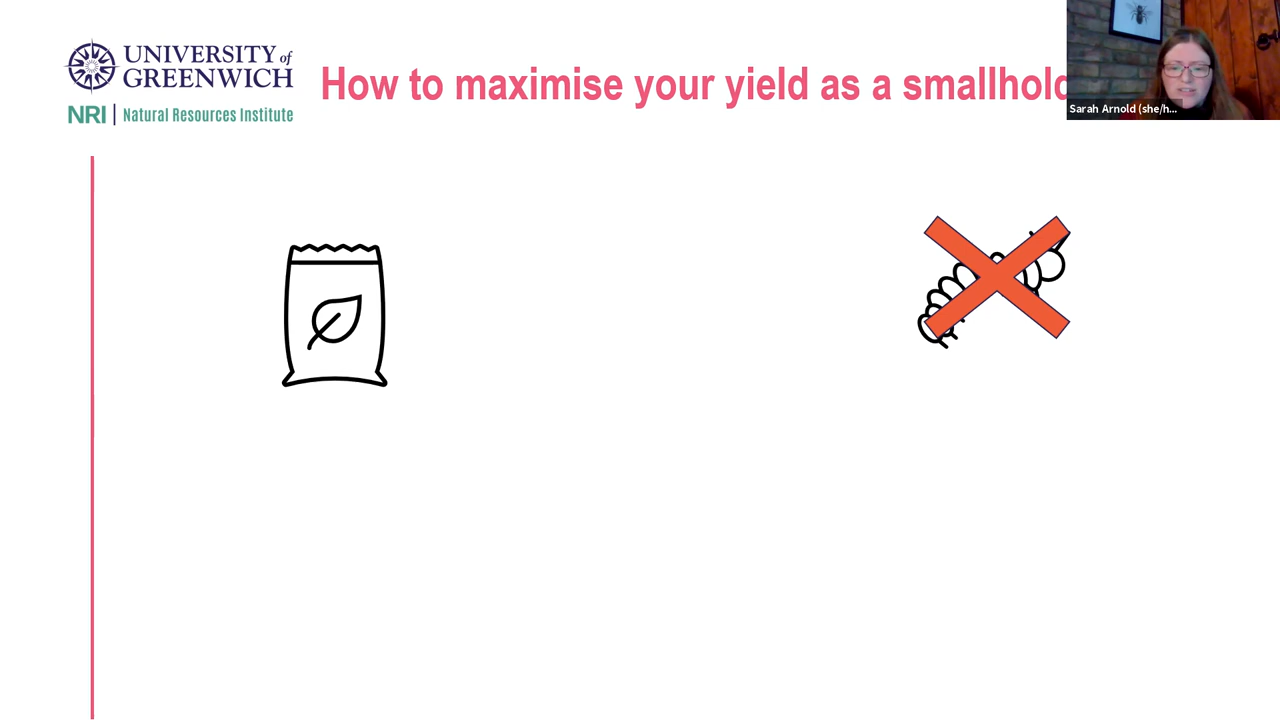 UNIVERSITY of
GREENWICH
NRI | Natural Resources Institute
How to maximise your yield as a smallhold
Sarah Arnold (she/h...